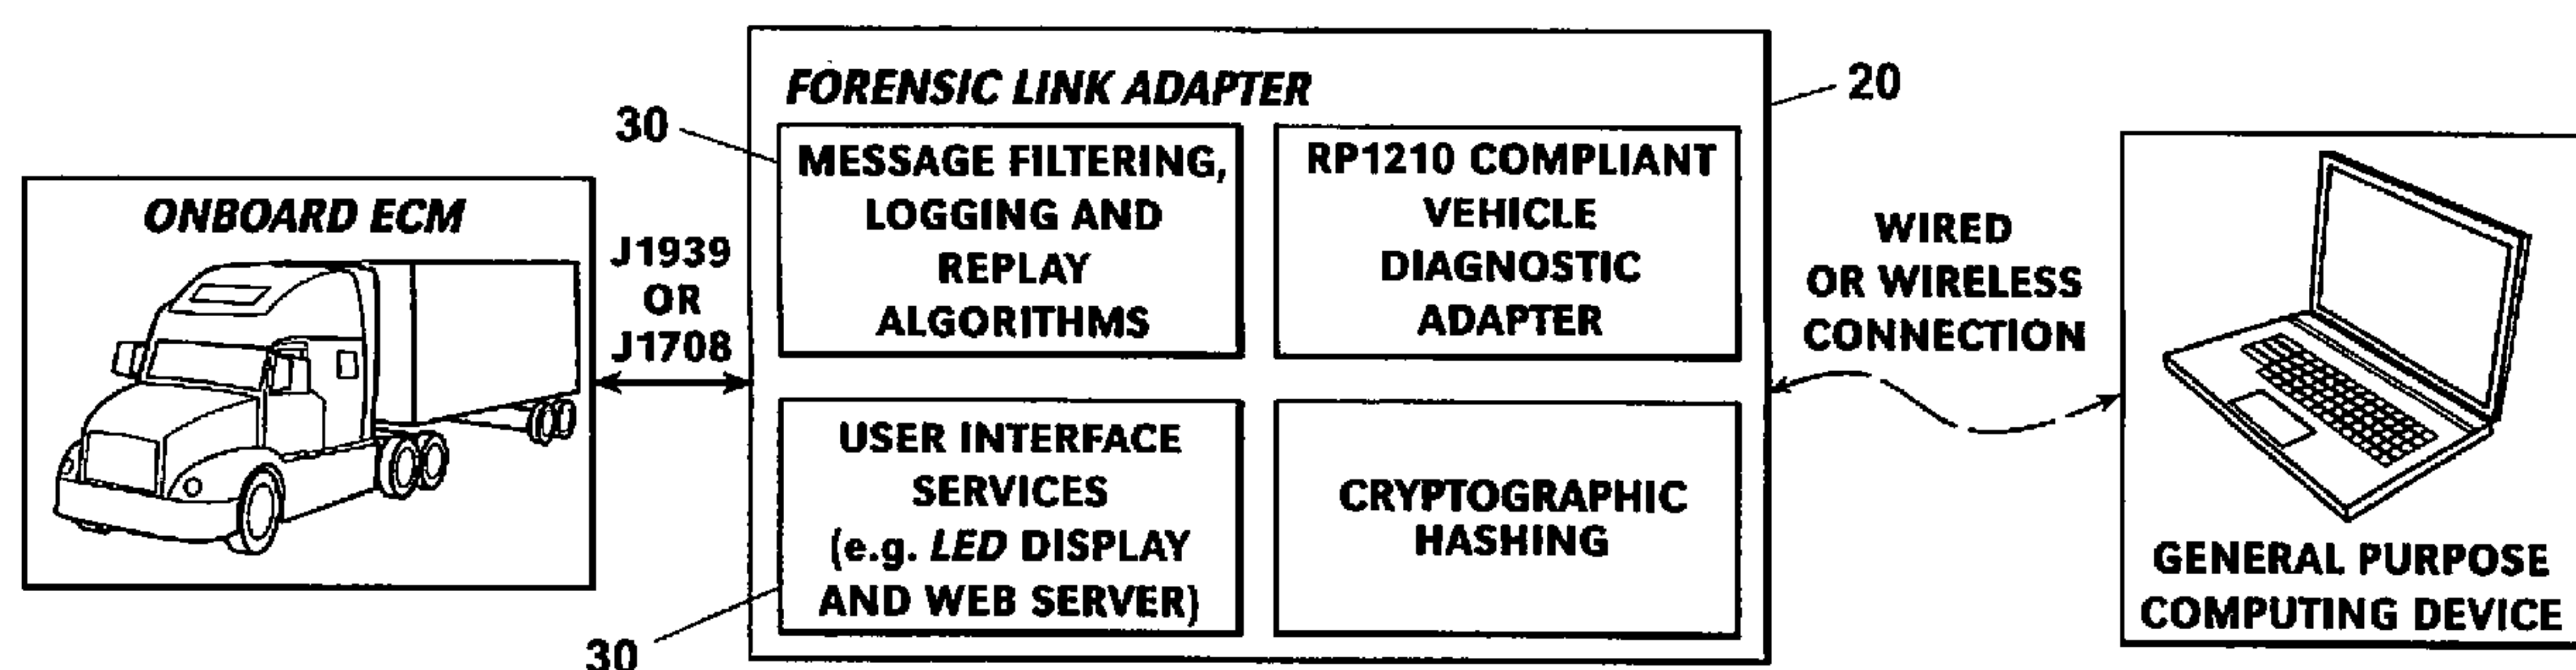 ONBOARD ECM
J1939
OR
J1708
FORENSIC LINK ADAPTER
20
30
MESSAGE FILTERING,
LOGGING AND
REPLAY
ALGORITHMS
RP1210 COMPLIANT
VEHICLE
DIAGNOSTIC
ADAPTER
USER INTERFACE
SERVICES
(e.g. LED DISPLAY
AND WEB SERVER)
30
CRYPTOGRAPHIC
HASHING
WIRED
OR WIRELESS
CONNECTION
GENERAL PURPOSE
COMPUTING DEVICE